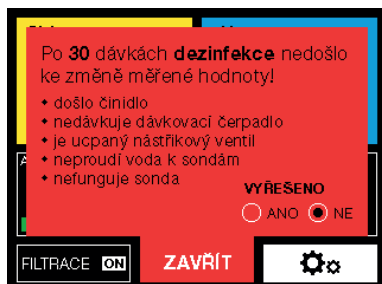 Po 30 dávkách dezinfekce nedošlo
ke změně měřené hodnoty!
• došlo činidlo
• nedávkuje dávkovací čerpadlo
• je ucpaný nástřikový ventil
• neproudí voda k sondám
• nefunguje sonda
VYŘEŠENO
ANO NE
FILTRACE ON ZAVŘÍT